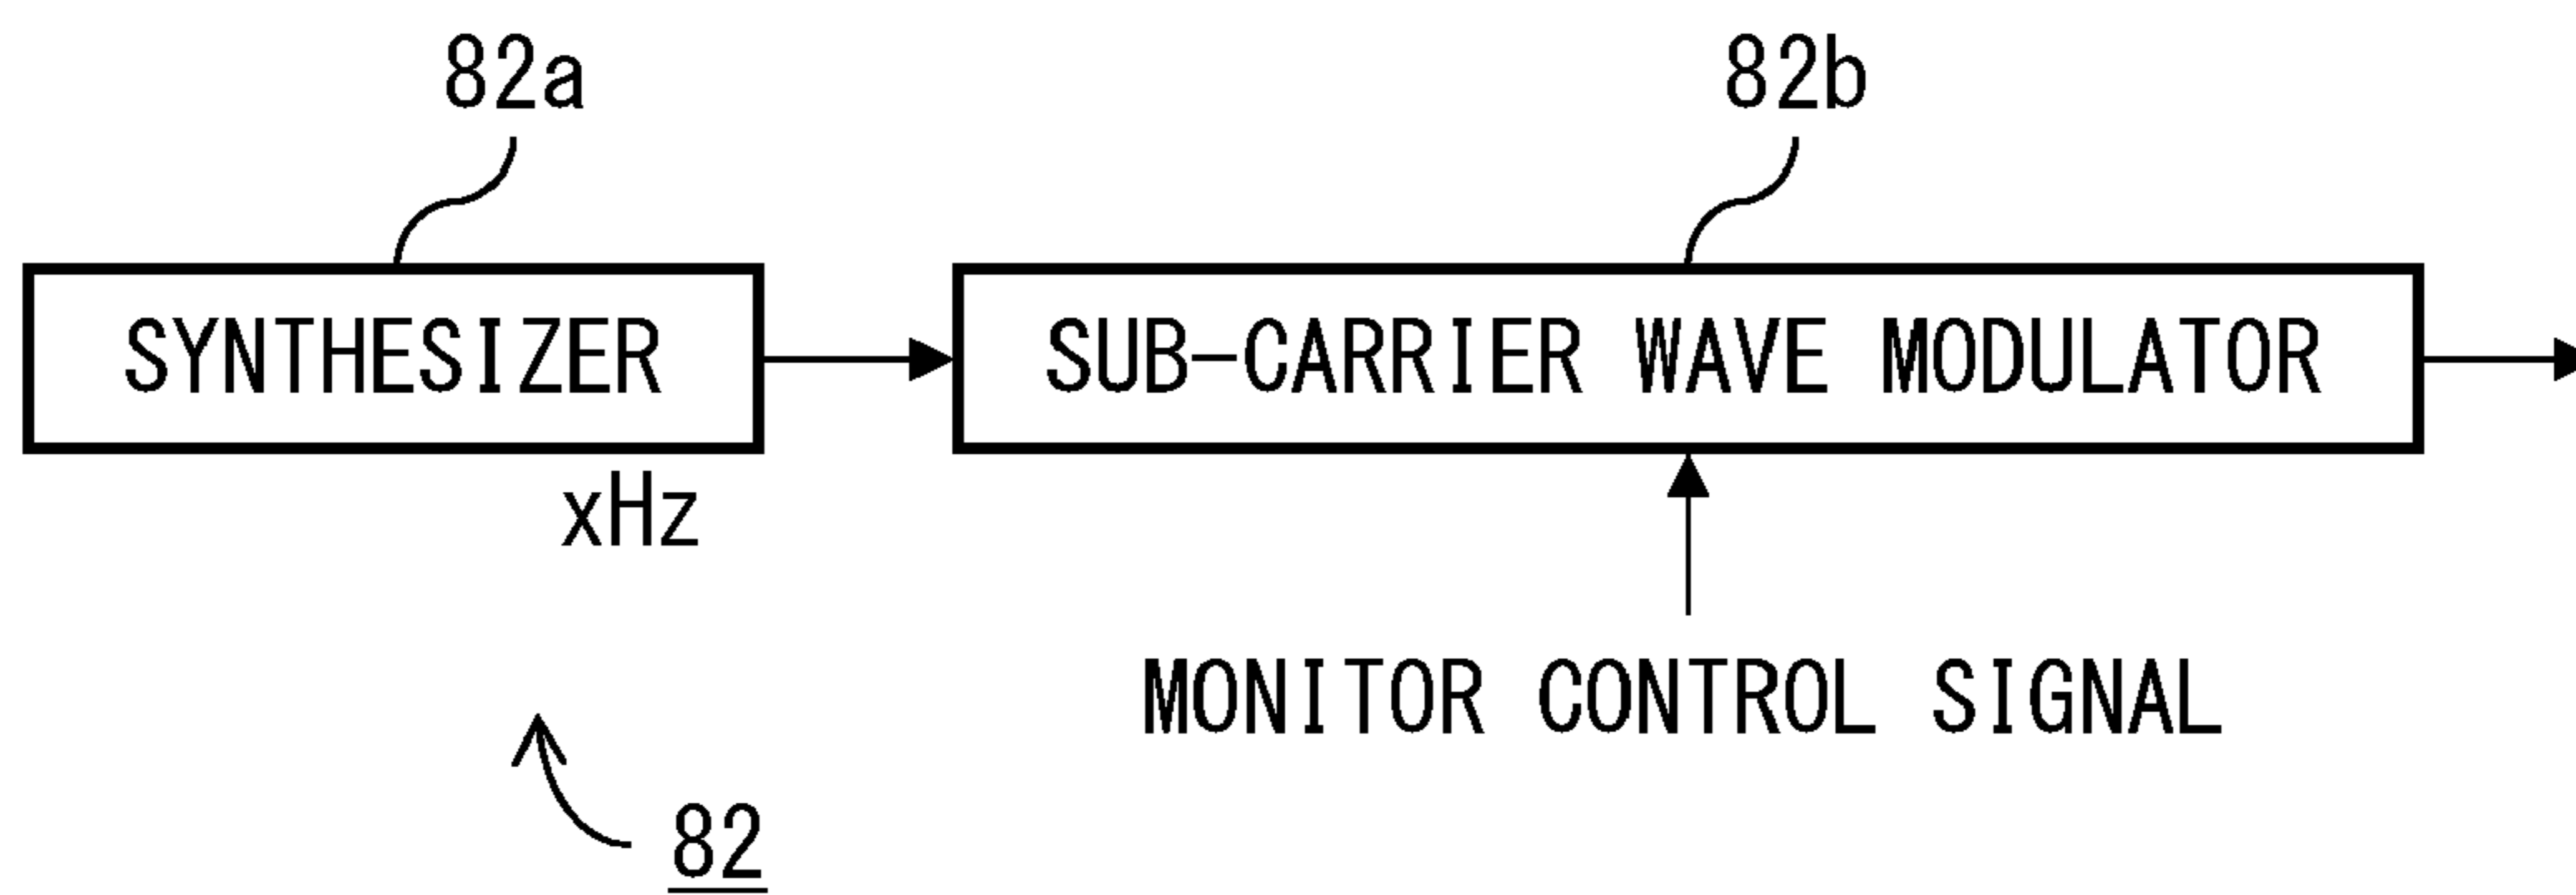 82a
82b
SYNTHESIZER
SUB-CARRIER WAVE MODULATOR
xHz
MONITOR CONTROL SIGNAL
82